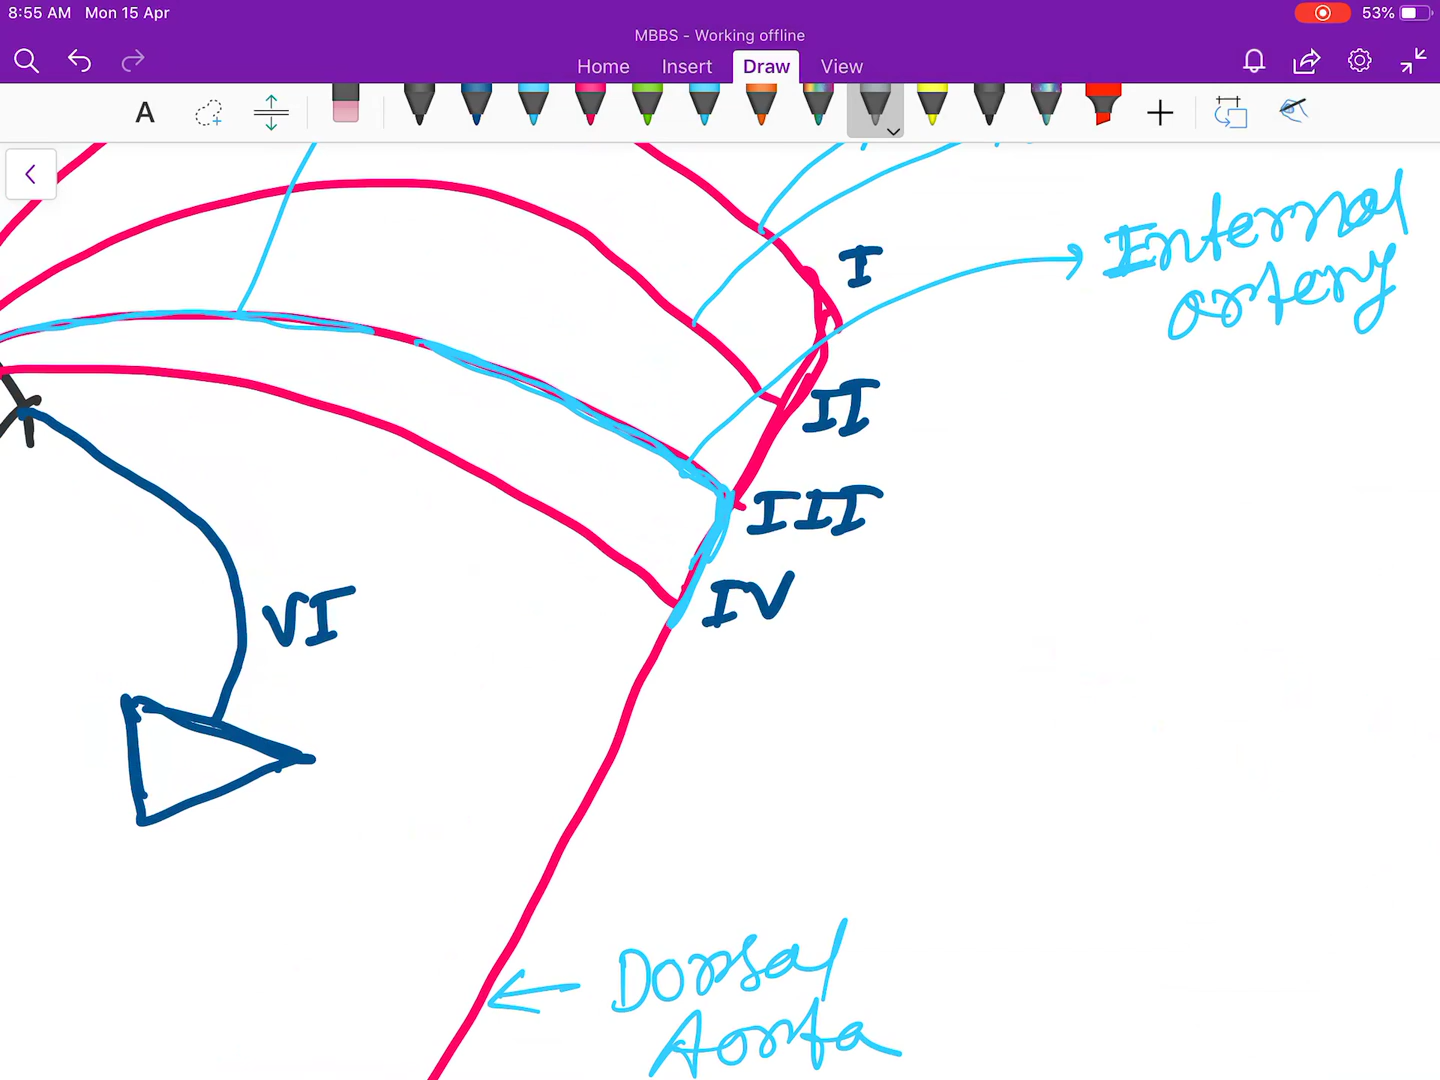 8:55 AM Mon 15 Apr
53%
MBBS - Working offline
Home Insert Draw View
A
Internal
artery
I
II
III
IV
VI
Dorsal
Aorta